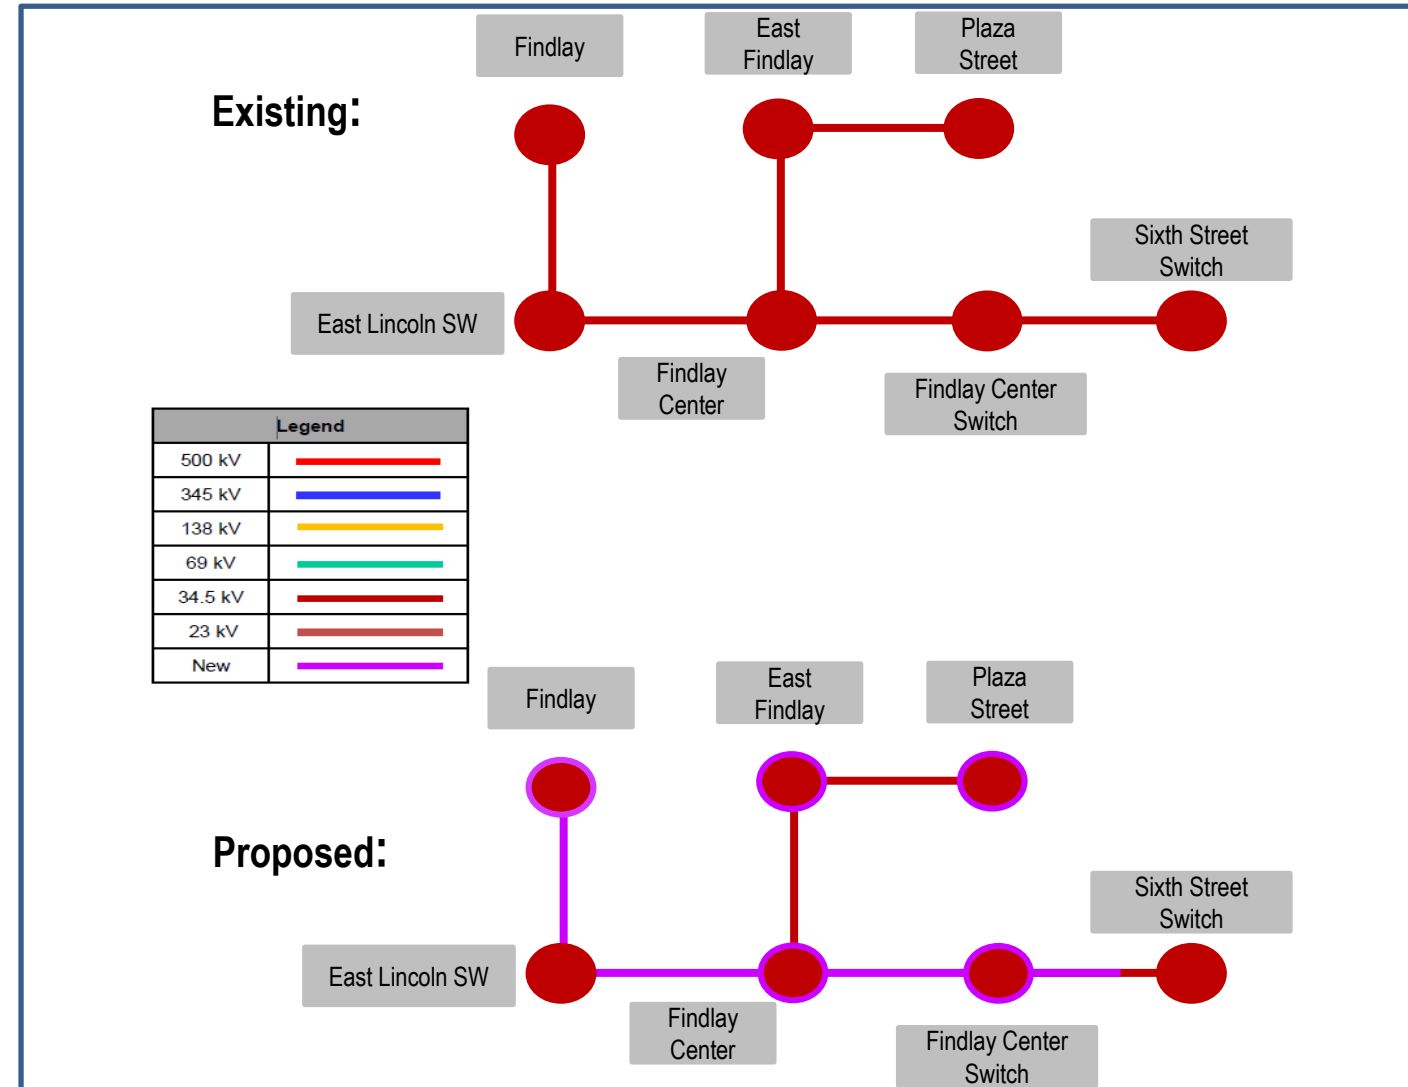 Findlay
East
Findlay
Plaza
Street
Existing:
Sixth Street
Switch
East Lincoln SW
Findlay
Center
Findlay Center
Switch
Legend
500 kV
345 kV
138 kV
69 kV
34.5 kV
23 kV
New
Findlay
East
Findlay
Plaza
Street
Proposed:
Sixth Street
Switch
East Lincoln SW
Findlay
Center
Findlay Center
Switch